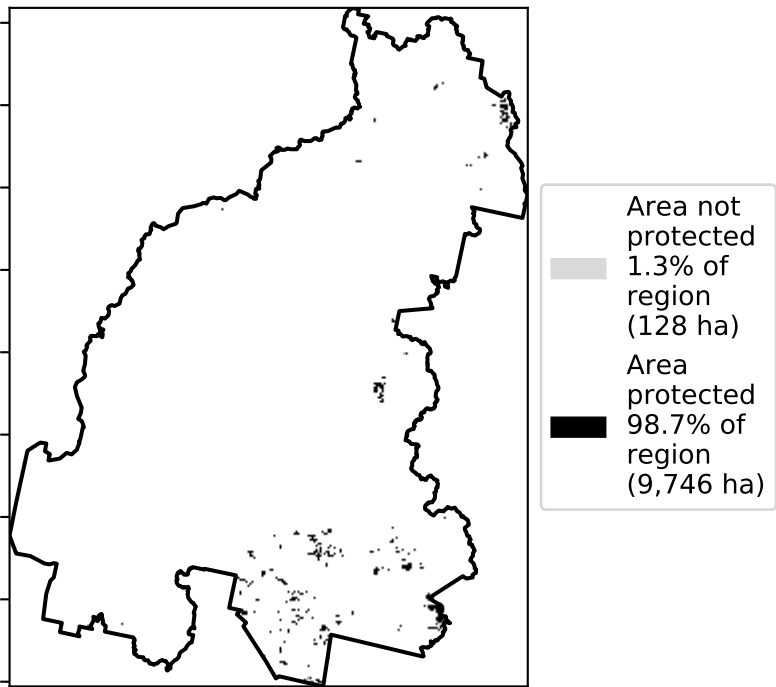 Area not
protected
1.3% of
region
(128 ha)
Area
protected
98.7% of
region
(9,746 ha)